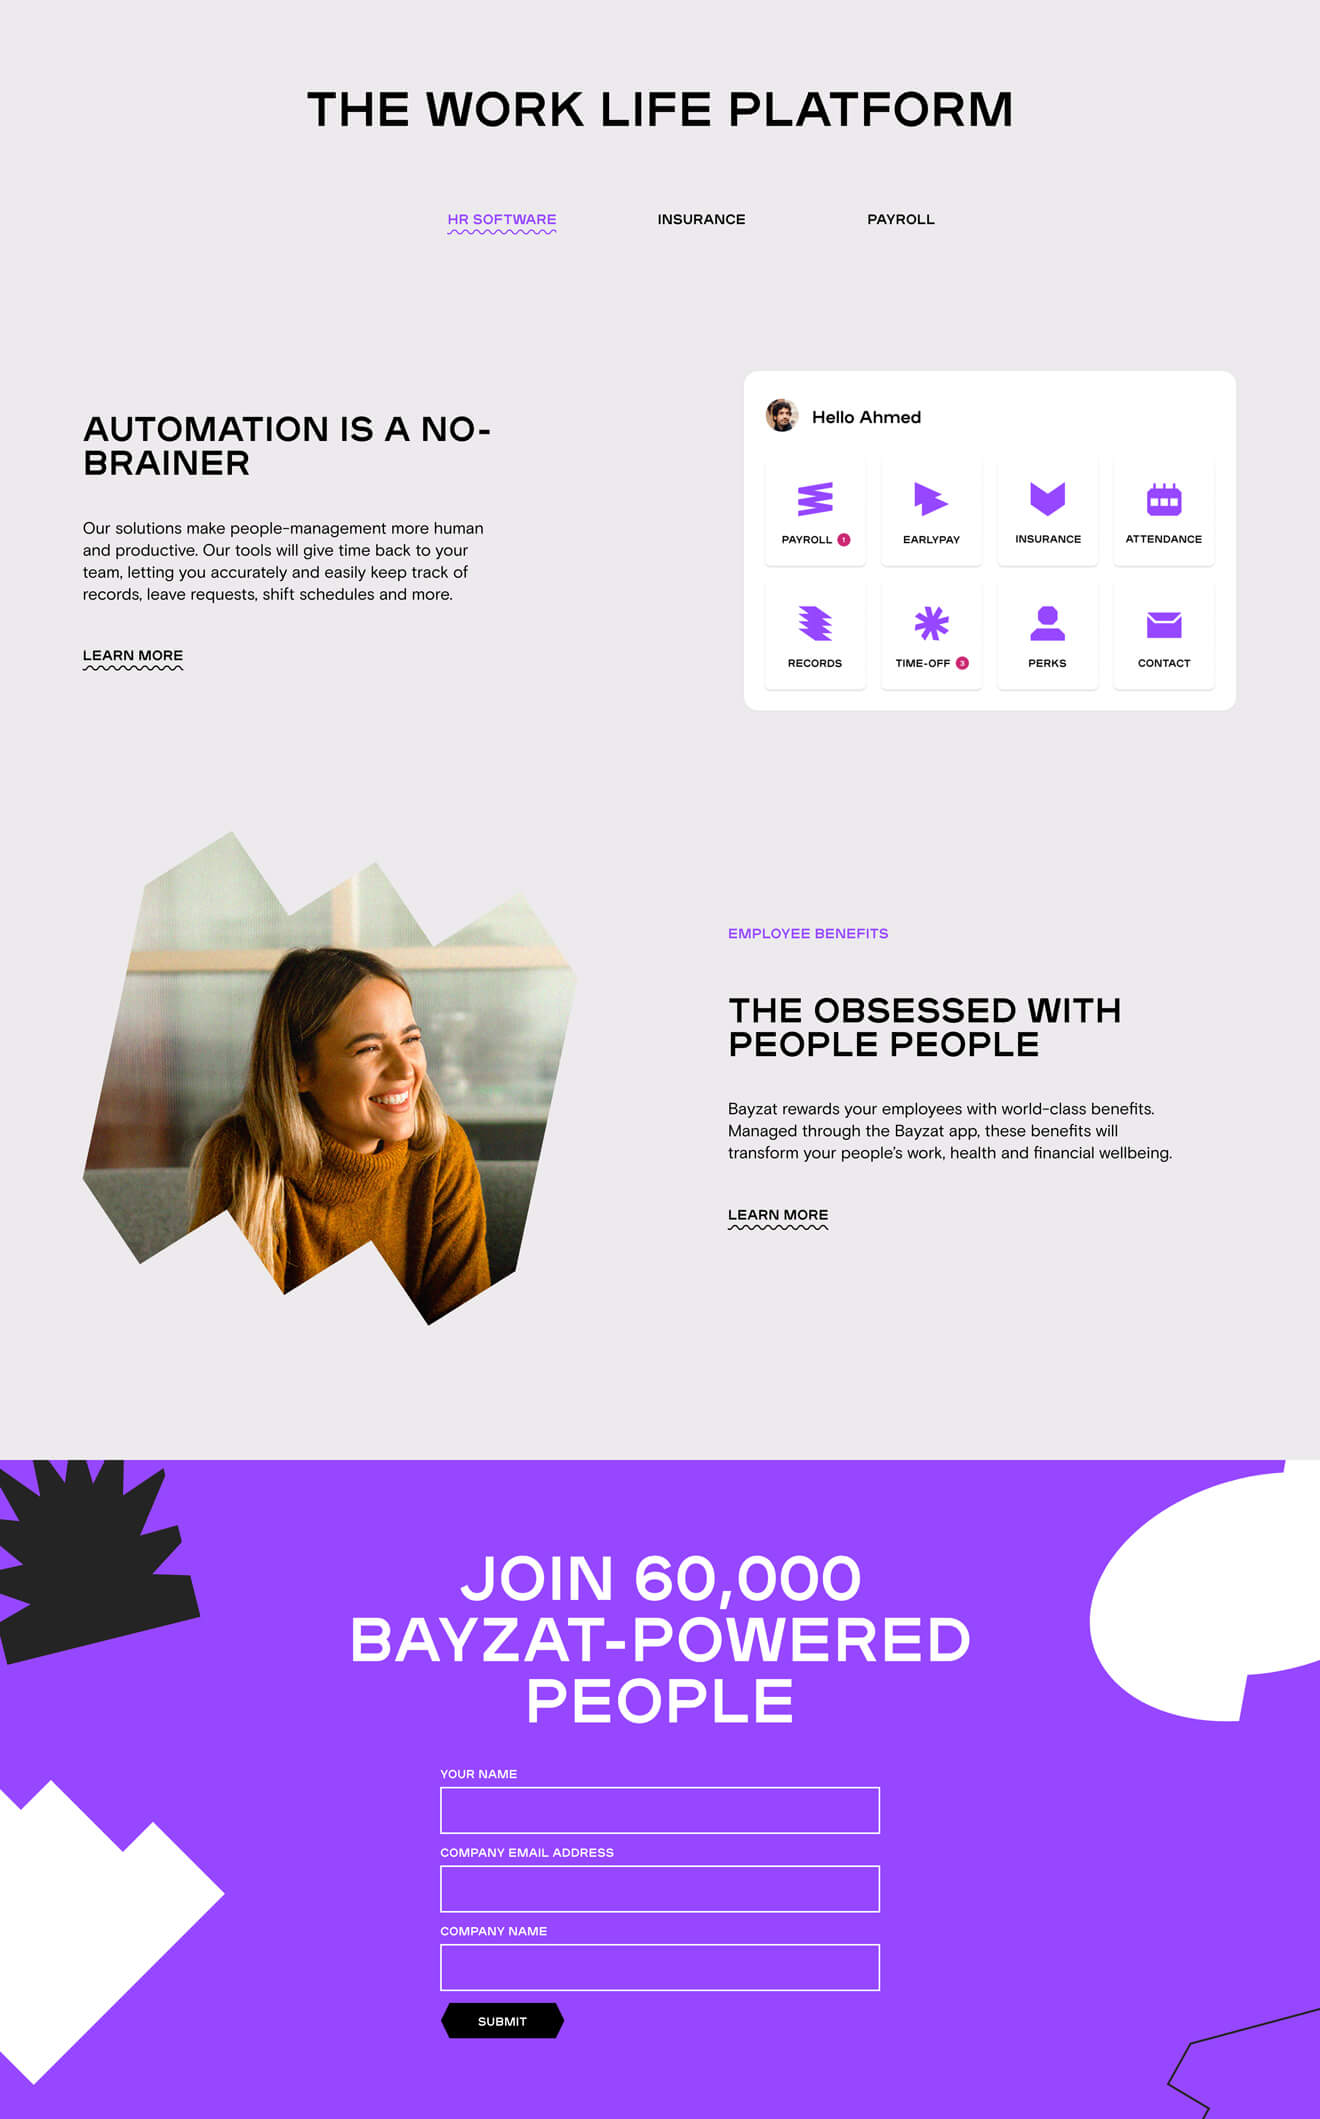 THE WORK LIFE PLATFORM
HR SOFTWARE
INSURANCE
PAYROLL
AUTOMATION IS A NO-
BRAINER
Our solutions make people-management more human
and productive. Our tools will give time back to your
team, letting you accurately and easily keep track of
records, leave requests, shift schedules and more.
LEARN MORE
Hello Ahmed
PAYROLL 1
EARLYPAY
INSURANCE
ATTENDANCE
RECORDS
TIME-OFF 3
PERKS
CONTACT
EMPLOYEE BENEFITS
THE OBSESSED WITH
PEOPLE PEOPLE
Bayzat rewards your employees with world-class benefits.
Managed through the Bayzat app, these benefits will
transform your people's work, health and financial wellbeing.
LEARN MORE
JOIN 60,000
BAYZAT-POWERED
PEOPLE
YOUR NAME
COMPANY EMAIL ADDRESS
COMPANY NAME
SUBMIT